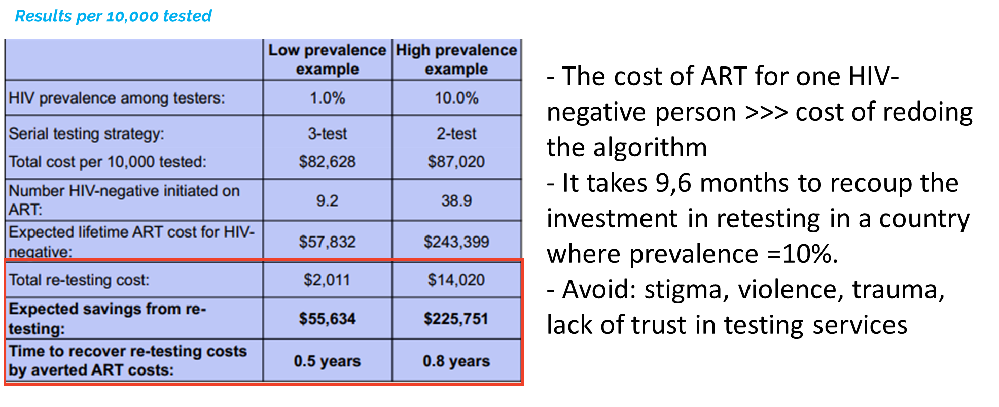 Results per 10,000 tested
Low prevalence High prevalence
example example
HIV prevalence among testers: 1.0% 10.0%
Serial testing strategy: 3-test 2-test
Total cost per 10,000 tested: $82,628 $87,020
Number HIV-negative initiated on
ART: 9.2 38.9
Expected lifetime ART cost for HIV-
negative: $57,832 $243,399
Total re-testing cost: $2,011 $14,020
Expected savings from re-
testing: $55,634 $225,751
Time to recover re-testing costs
by averted ART costs: 0.5 years 0.8 years
- The cost of ART for one HIV-
negative person >>> cost of redoing
the algorithm
- It takes 9,6 months to recoup the
investment in retesting in a country
where prevalence =10%.
- Avoid: stigma, violence, trauma,
lack of trust in testing services